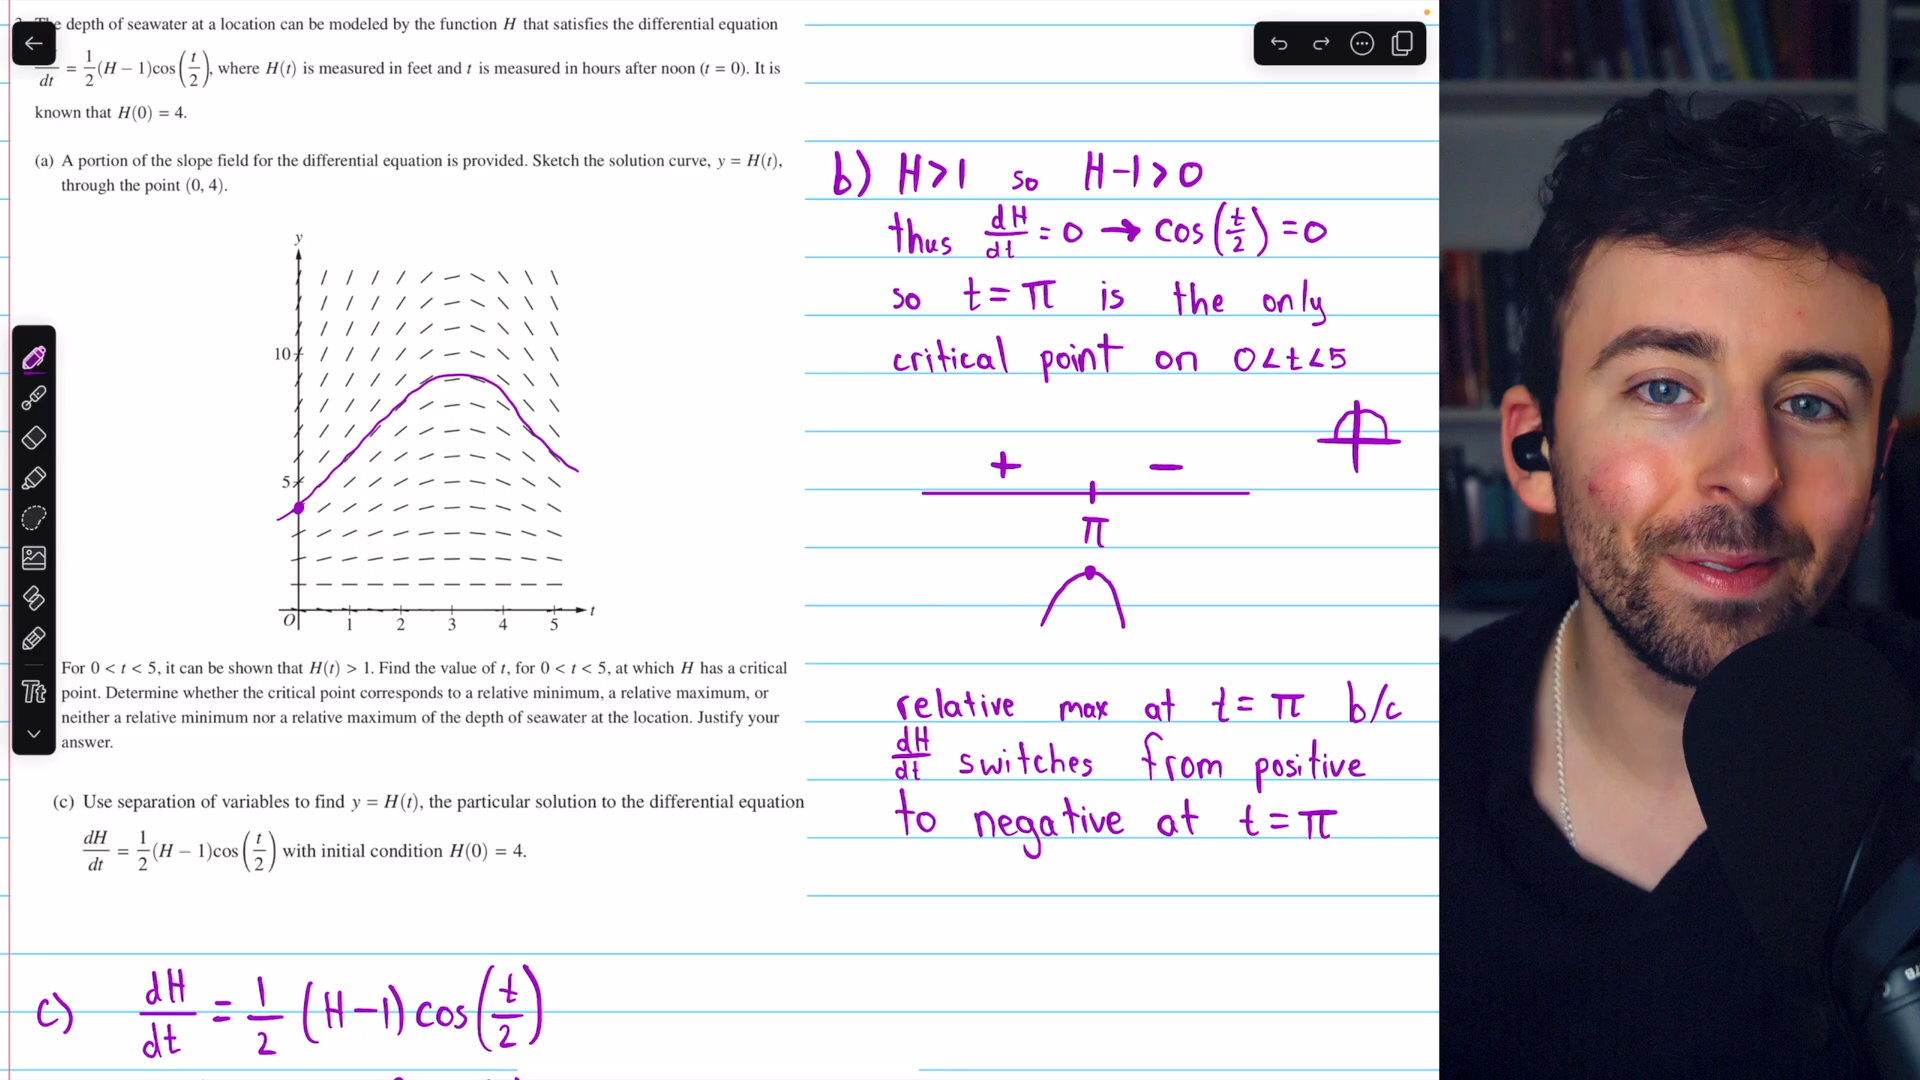 The depth of seawater at a location can be modeled by the function H that satisfies the differential equation
dt = 1/2 (H − 1)cos(t/2), where H(t) is measured in feet and t is measured in hours after noon (t = 0). It is
known that H(0) = 4.
(a) A portion of the slope field for the differential equation is provided. Sketch the solution curve, y = H(t),
through the point (0, 4).
y
10
5
O 1 2 3 4 5 t
For 0 < t < 5, it can be shown that H(t) > 1. Find the value of t, for 0 < t < 5, at which H has a critical
point. Determine whether the critical point corresponds to a relative minimum, a relative maximum, or
neither a relative minimum nor a relative maximum of the depth of seawater at the location. Justify your
answer.
(c) Use separation of variables to find y = H(t), the particular solution to the differential equation
dH/dt = 1/2 (H − 1)cos(t/2) with initial condition H(0) = 4.
c) dH/dt = 1/2 (H-1) cos(t/2)
b) H>1 so H-1>0
thus dH/dt = 0 → cos(t/2) = 0
so t = π is the only
critical point on 0<t<5
+ −
π
relative max at t = π b/c
dH/dt switches from positive
to negative at t = π
Tt